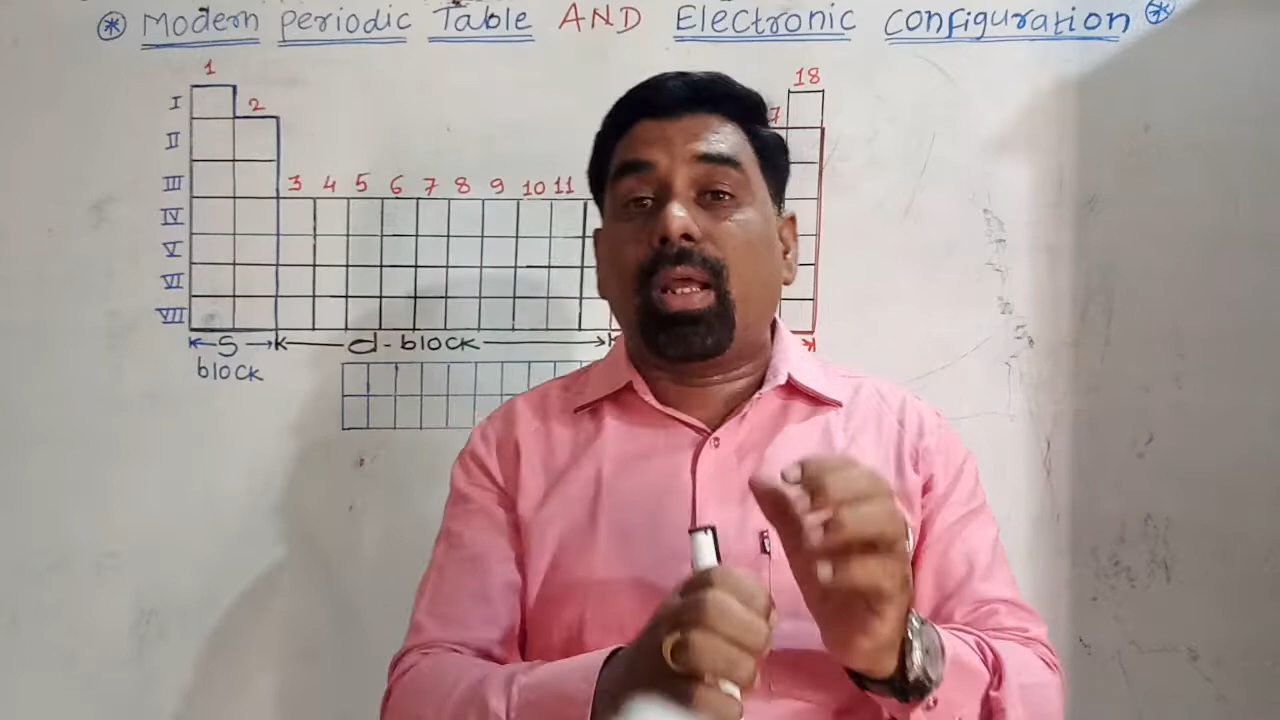 ⊛ Modern periodic Table AND Electronic configuration ⊛
1 18
I 2 7
II
III 3 4 5 6 7 8 9 10 11
IV
V
VI
VII
S d-block
block